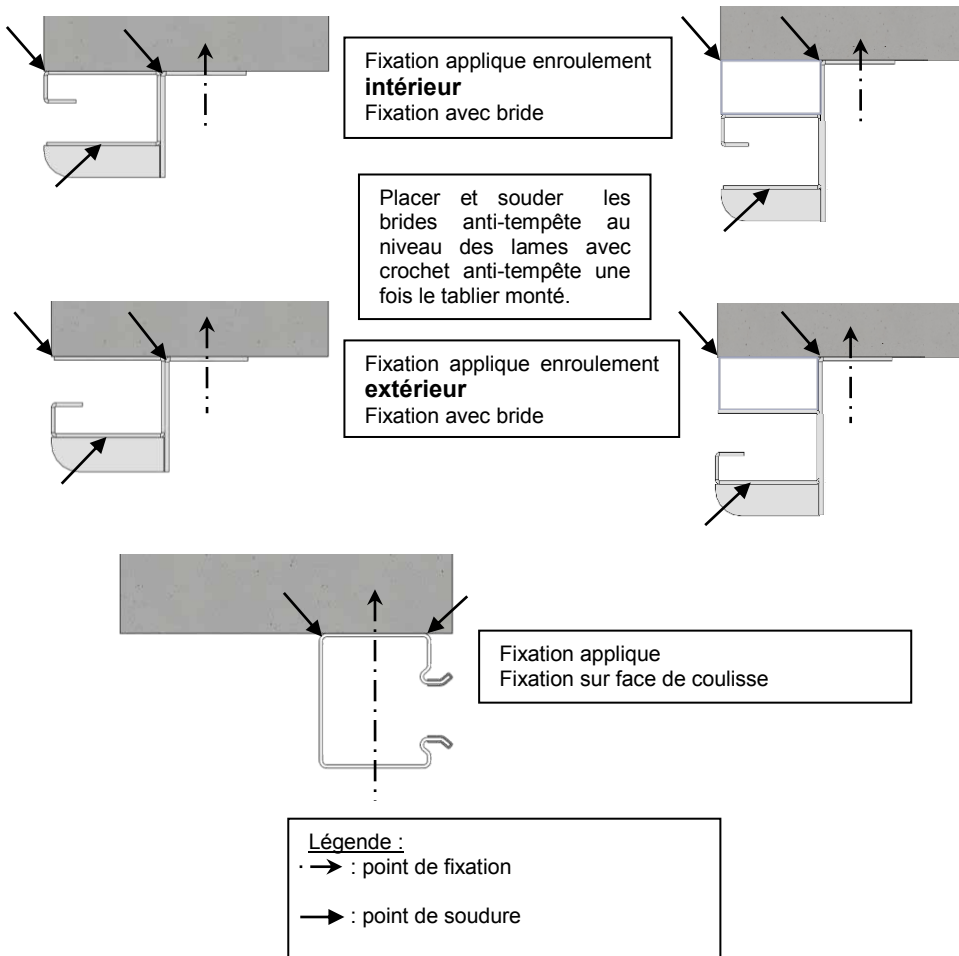 Fixation applique enroulement
intérieur
Fixation avec bride
Placer et souder les
brides anti-tempête au
niveau des lames avec
crochet anti-tempête une
fois le tablier monté.
Fixation applique enroulement
extérieur
Fixation avec bride
Fixation applique
Fixation sur face de coulisse
Légende :
: point de fixation
: point de soudure